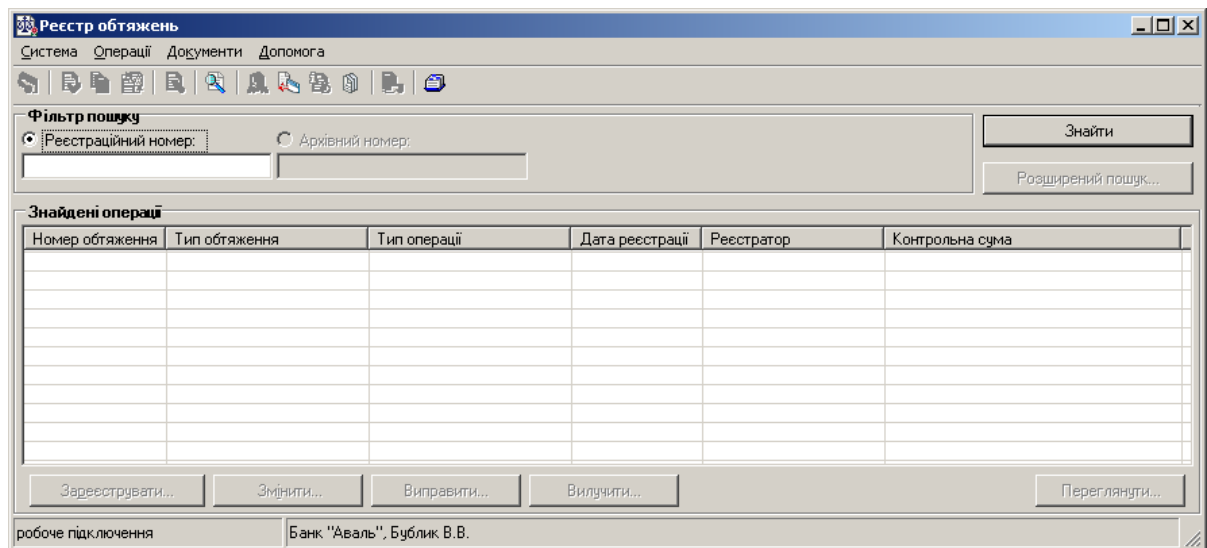 Реєстр обтяжень
Система Операції Документи Допомога
Фільтр пошуку
Реєстраційний номер: Архівний номер:
Знайти
Розширений пошук...
Знайдені операції
Номер обтяження Тип обтяження Тип операції Дата реєстрації Реєстратор Контрольна сума
Зареєструвати... Змінити... Виправити... Вилучити... Переглянути...
робоче підключення Банк "Аваль", Бублик В.В.